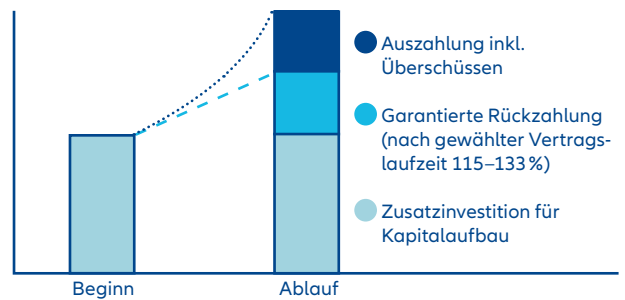 Auszahlung inkl.
Überschüssen
Garantierte Rückzahlung
(nach gewählter Vertrags-
laufzeit 115–133 %)
Zusatzinvestition für
Kapitalaufbau
Beginn
Ablauf